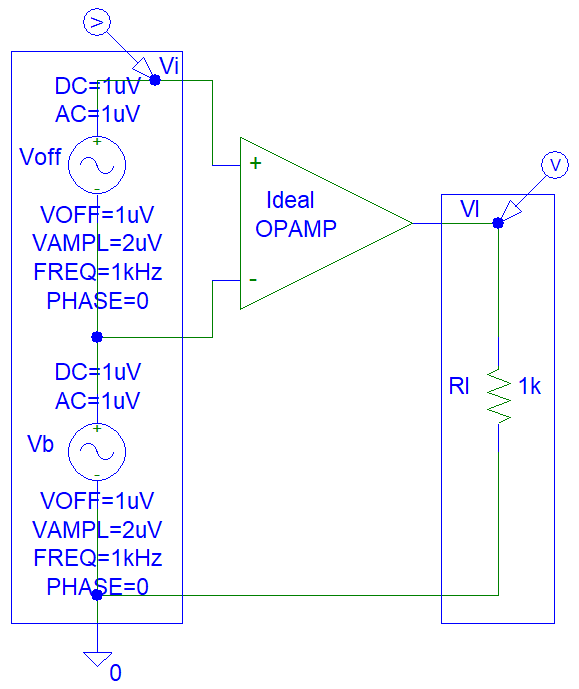 V
Vi
DC=1uV
AC=1uV
Voff
+
-
VOFF=1uV
VAMPL=2uV
FREQ=1kHz
PHASE=0
+
Ideal
OPAMP
-
V
Vl
DC=1uV
AC=1uV
Vb
+
-
VOFF=1uV
VAMPL=2uV
FREQ=1kHz
PHASE=0
Rl 1k
0